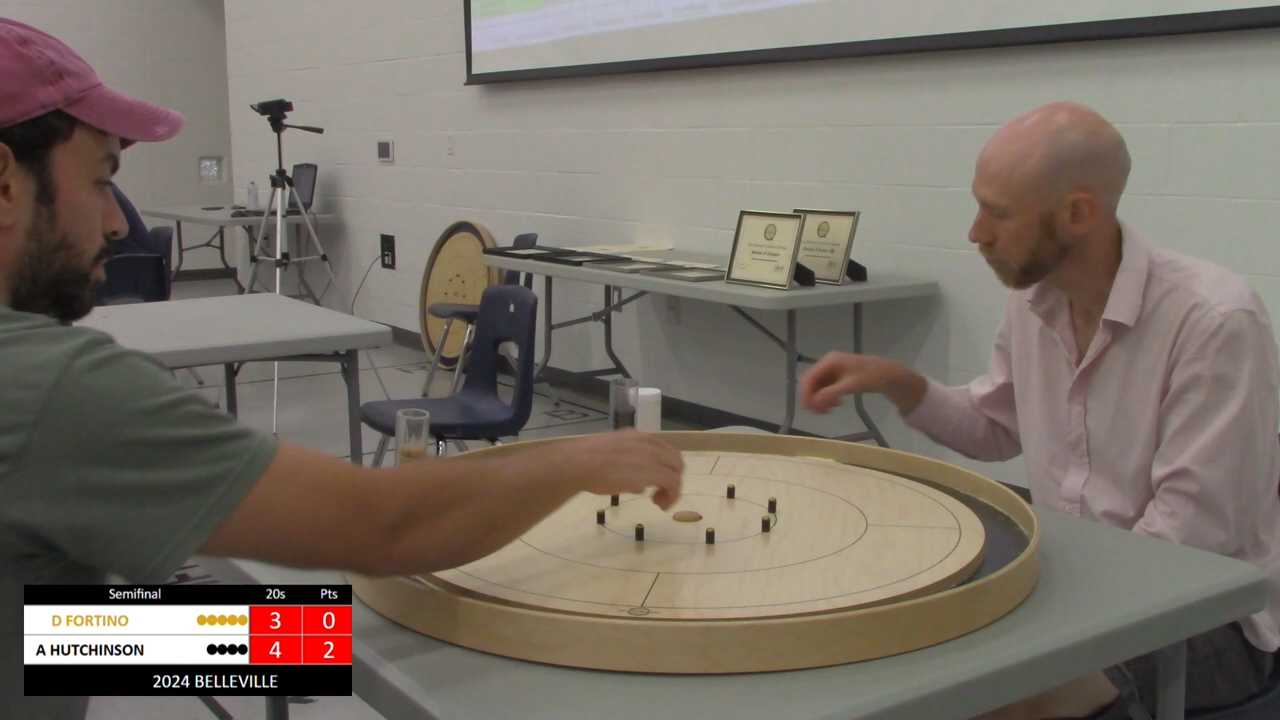 Semifinal 20s Pts
D FORTINO 3 0
A HUTCHINSON 4 2
2024 BELLEVILLE